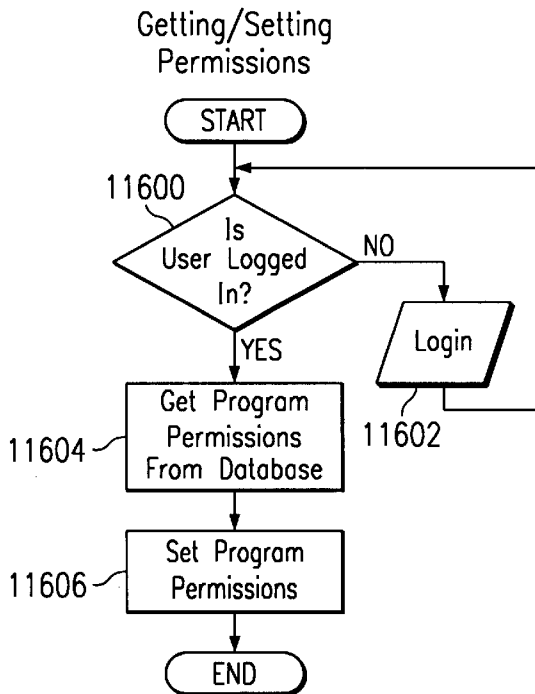 Getting/Setting
Permissions
START
11600
Is
User Logged
In?
NO
Login
11602
YES
Get Program
Permissions
From Database
11604
Set Program
Permissions
11606
END